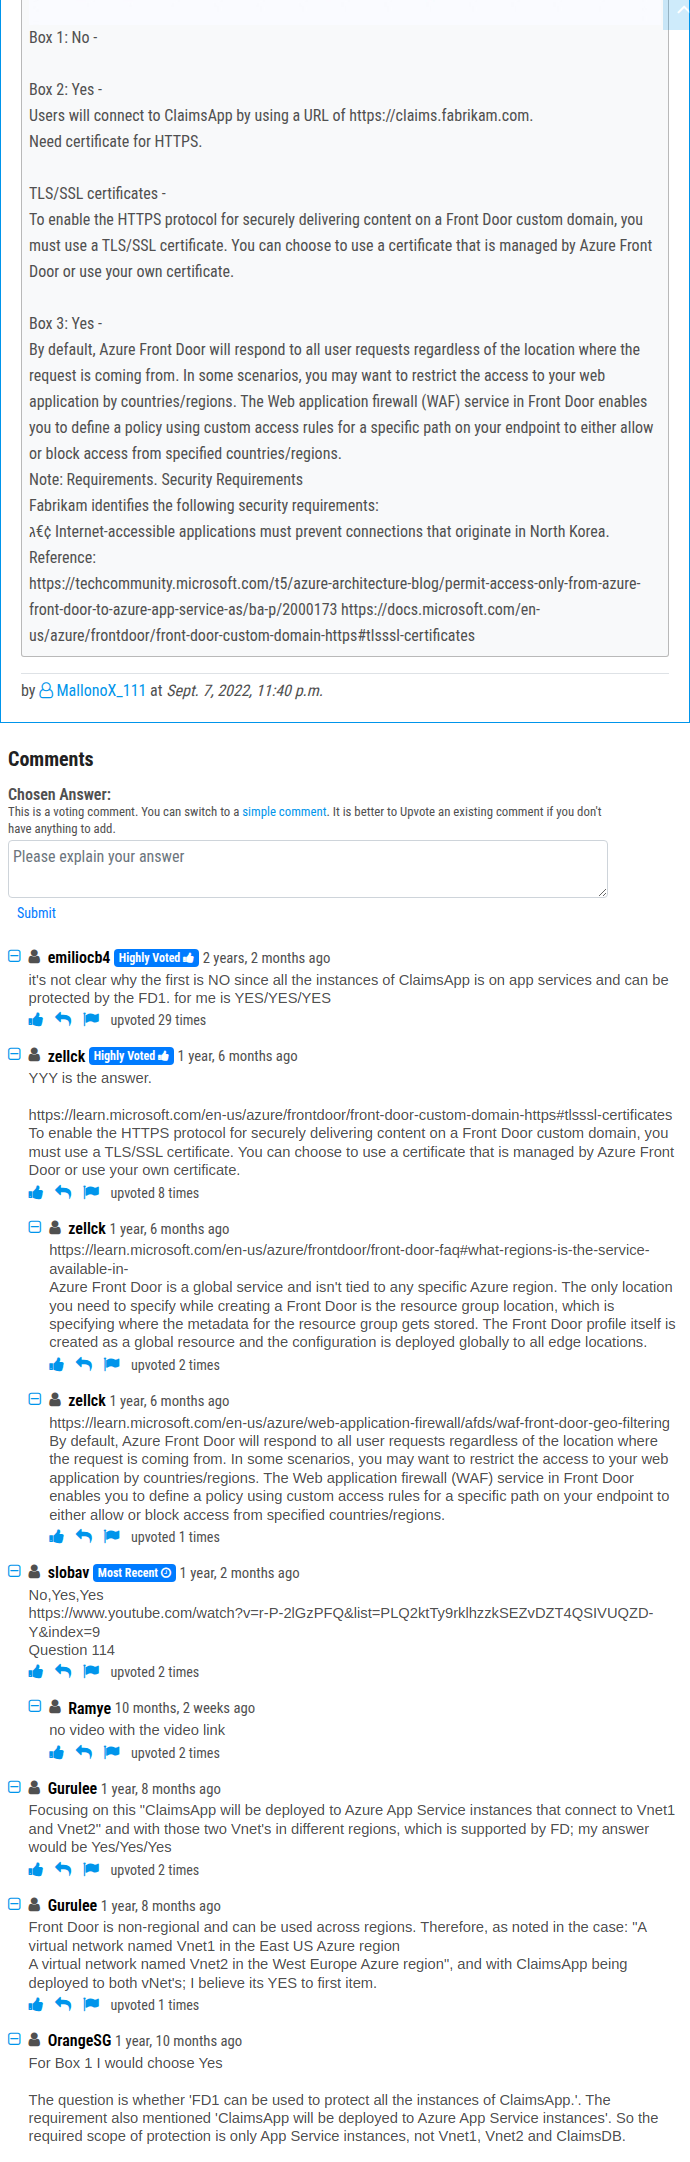 Box 1: No -
Box 2: Yes -
Users will connect to ClaimsApp by using a URL of https://claims.fabrikam.com.
Need certificate for HTTPS.
TLS/SSL certificates -
To enable the HTTPS protocol for securely delivering content on a Front Door custom domain, you
must use a TLS/SSL certificate. You can choose to use a certificate that is managed by Azure Front
Door or use your own certificate.
Box 3: Yes -
By default, Azure Front Door will respond to all user requests regardless of the location where the
request is coming from. In some scenarios, you may want to restrict the access to your web
application by countries/regions. The Web application firewall (WAF) service in Front Door enables
you to define a policy using custom access rules for a specific path on your endpoint to either allow
or block access from specified countries/regions.
Note: Requirements. Security Requirements
Fabrikam identifies the following security requirements:
ג€¢ Internet-accessible applications must prevent connections that originate in North Korea.
Reference:
https://techcommunity.microsoft.com/t5/azure-architecture-blog/permit-access-only-from-azure-
front-door-to-azure-app-service-as/ba-p/2000173 https://docs.microsoft.com/en-
us/azure/frontdoor/front-door-custom-domain-https#tlsssl-certificates
by MallonoX_111 at Sept. 7, 2022, 11:40 p.m.
Comments
Chosen Answer:
This is a voting comment. You can switch to a simple comment. It is better to Upvote an existing comment if you don't
have anything to add.
Please explain your answer
Submit
emiliocb4 Highly Voted 2 years, 2 months ago
it's not clear why the first is NO since all the instances of ClaimsApp is on app services and can be
protected by the FD1. for me is YES/YES/YES
upvoted 29 times
zellck Highly Voted 1 year, 6 months ago
YYY is the answer.
https://learn.microsoft.com/en-us/azure/frontdoor/front-door-custom-domain-https#tlsssl-certificates
To enable the HTTPS protocol for securely delivering content on a Front Door custom domain, you
must use a TLS/SSL certificate. You can choose to use a certificate that is managed by Azure Front
Door or use your own certificate.
upvoted 8 times
zellck 1 year, 6 months ago
https://learn.microsoft.com/en-us/azure/frontdoor/front-door-faq#what-regions-is-the-service-
available-in-
Azure Front Door is a global service and isn't tied to any specific Azure region. The only location
you need to specify while creating a Front Door is the resource group location, which is
specifying where the metadata for the resource group gets stored. The Front Door profile itself is
created as a global resource and the configuration is deployed globally to all edge locations.
upvoted 2 times
zellck 1 year, 6 months ago
https://learn.microsoft.com/en-us/azure/web-application-firewall/afds/waf-front-door-geo-filtering
By default, Azure Front Door will respond to all user requests regardless of the location where
the request is coming from. In some scenarios, you may want to restrict the access to your web
application by countries/regions. The Web application firewall (WAF) service in Front Door
enables you to define a policy using custom access rules for a specific path on your endpoint to
either allow or block access from specified countries/regions.
upvoted 1 times
slobav Most Recent 1 year, 2 months ago
No,Yes,Yes
https://www.youtube.com/watch?v=r-P-2lGzPFQ&list=PLQ2ktTy9rklhzzkSEZvDZT4QSIVUQZD-
Y&index=9
Question 114
upvoted 2 times
Ramye 10 months, 2 weeks ago
no video with the video link
upvoted 2 times
Gurulee 1 year, 8 months ago
Focusing on this "ClaimsApp will be deployed to Azure App Service instances that connect to Vnet1
and Vnet2" and with those two Vnet's in different regions, which is supported by FD; my answer
would be Yes/Yes/Yes
upvoted 2 times
Gurulee 1 year, 8 months ago
Front Door is non-regional and can be used across regions. Therefore, as noted in the case: "A
virtual network named Vnet1 in the East US Azure region
A virtual network named Vnet2 in the West Europe Azure region", and with ClaimsApp being
deployed to both vNet's; I believe its YES to first item.
upvoted 1 times
OrangeSG 1 year, 10 months ago
For Box 1 I would choose Yes
The question is whether 'FD1 can be used to protect all the instances of ClaimsApp.'. The
requirement also mentioned 'ClaimsApp will be deployed to Azure App Service instances'. So the
required scope of protection is only App Service instances, not Vnet1, Vnet2 and ClaimsDB.